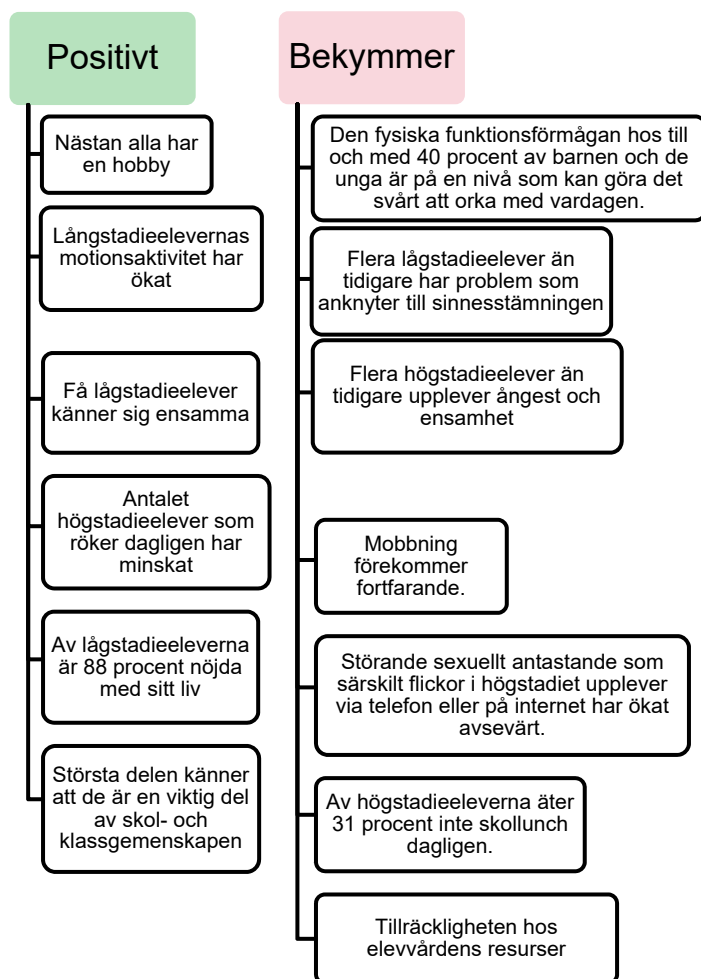 Positivt
Nästan alla har
en hobby
Långstadieelevernas
motionsaktivitet har
ökat
Få lågstadieelever
känner sig ensamma
Antalet
högstadieelever som
röker dagligen har
minskat
Av lågstadieeleverna
är 88 procent nöjda
med sitt liv
Största delen känner
att de är en viktig del
av skol- och
klassgemenskapen
Bekymmer
Den fysiska funktionsförmågan hos till
och med 40 procent av barnen och de
unga är på en nivå som kan göra det
svårt att orka med vardagen.
Flera lågstadieelever än
tidigare har problem som
anknyter till sinnesstämningen
Flera högstadieelever än
tidigare upplever ångest och
ensamhet
Mobbning
förekommer
fortfarande.
Störande sexuellt antastande som
särskilt flickor i högstadiet upplever
via telefon eller på internet har ökat
avsevärt.
Av högstadieeleverna äter
31 procent inte skollunch
dagligen.
Tillräckligheten hos
elevvårdens resurser